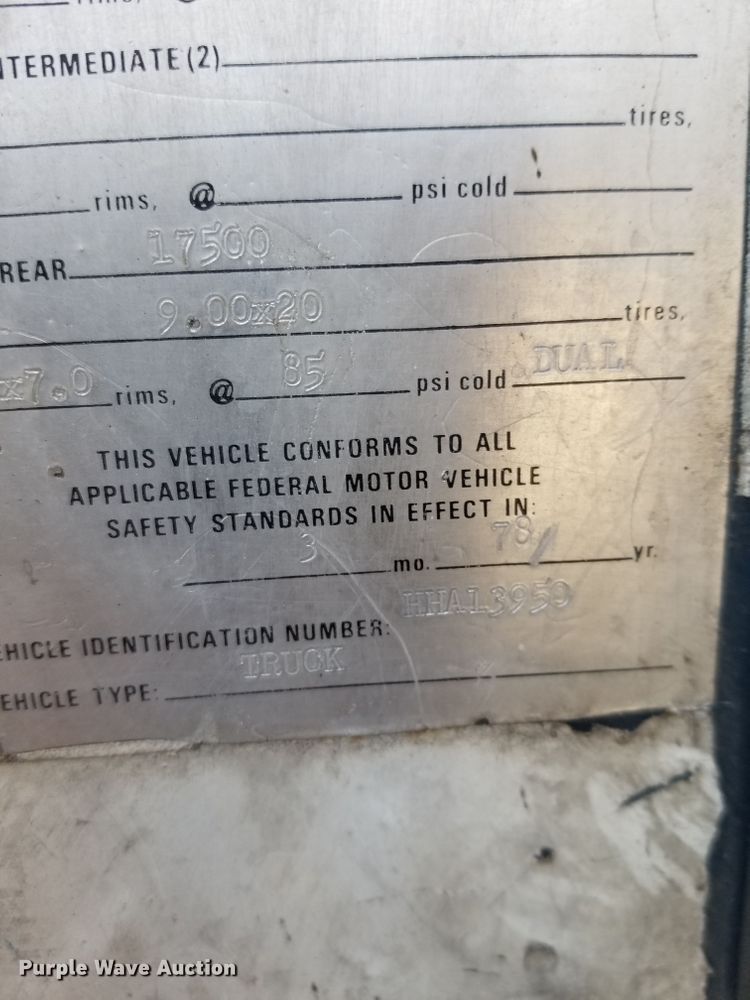 INTERMEDIATE (2)
tires,
rims, @ psi cold
17500
REAR
9.00x20
tires,
x7.0 rims, @ 85 psi cold DUAL
THIS VEHICLE CONFORMS TO ALL
APPLICABLE FEDERAL MOTOR VEHICLE
SAFETY STANDARDS IN EFFECT IN:
3 mo. 78 yr.
HHAL3950
VEHICLE IDENTIFICATION NUMBER:
TRUCK
VEHICLE TYPE:
Purple Wave Auction